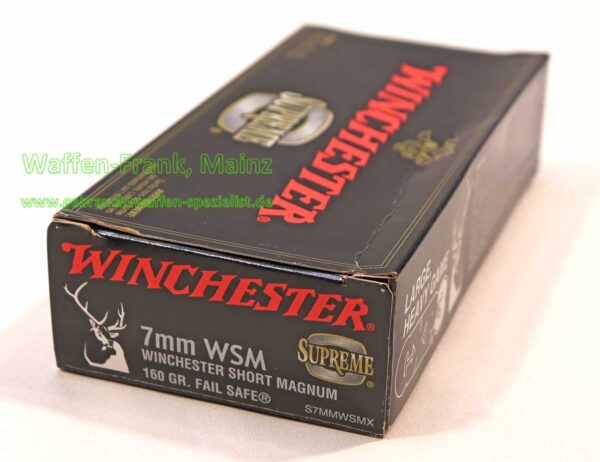 WINCHESTER®
SUPREME
Waffen-Frank, Mainz
www.gebrauchtwaffen-spezialist.de
WINCHESTER®
7mm WSM
WINCHESTER SHORT MAGNUM
160 GR. FAIL SAFE®
SUPREME®
S7MMWSMX
LARGE
HEAVY GAME